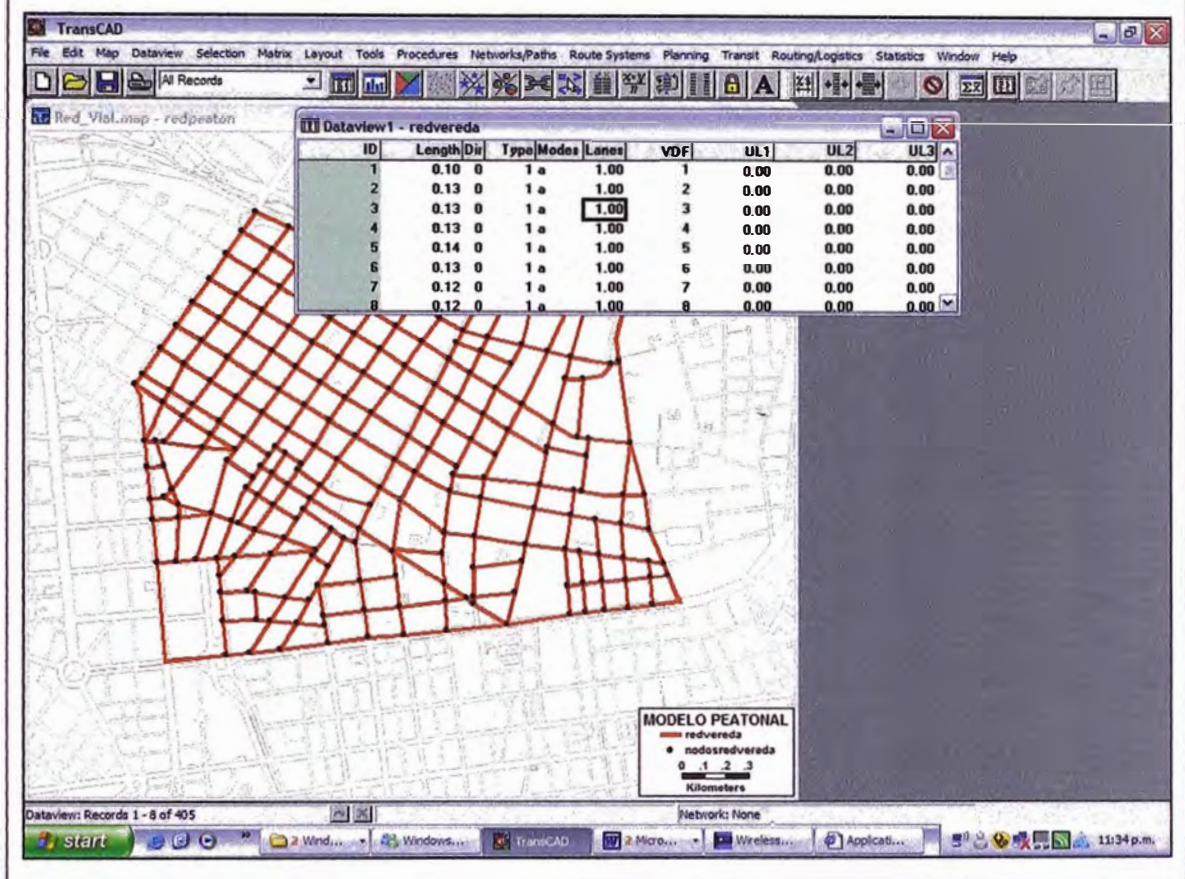 TransCAD
File Edit Map Dataview Selection Matrix Layout Tools Procedures Networks/Paths Route Systems Planning Transit Routing/Logistics Statistics Window Help
All Records
Red_Vial.map - redpeaton
Dataview1 - redvereda
ID Length Dir Type Modes Lanes VDF UL1 UL2 UL3
1 0.10 0 1 a 1.00 1 0.00 0.00 0.00
2 0.13 0 1 a 1.00 2 0.00 0.00 0.00
3 0.13 0 1 a 1.00 3 0.00 0.00 0.00
4 0.13 0 1 a 1.00 4 0.00 0.00 0.00
5 0.14 0 1 a 1.00 5 0.00 0.00 0.00
6 0.13 0 1 a 1.00 6 0.00 0.00 0.00
7 0.12 0 1 a 1.00 7 0.00 0.00 0.00
8 0.12 0 1 a 1.00 8 0.00 0.00 0.00
MODELO PEATONAL
redvereda
nodosredvereda
0 .1 .2 .3
Kilometers
Dataview: Records 1 - 8 of 405
Network: None
start 2 Wind... Windows... TransCAD 2 Micro... Wireless... Applicati... 11:34 p.m.